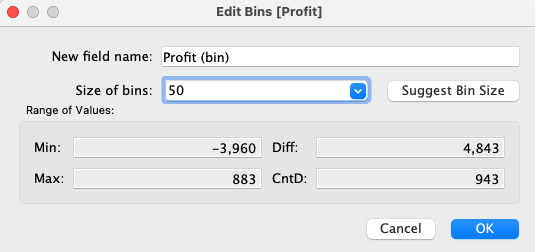 Edit Bins [Profit]
New field name: Profit (bin)
Size of bins: 50 Suggest Bin Size
Range of Values:
Min: -3,960 Diff: 4,843
Max: 883 CntD: 943
Cancel OK